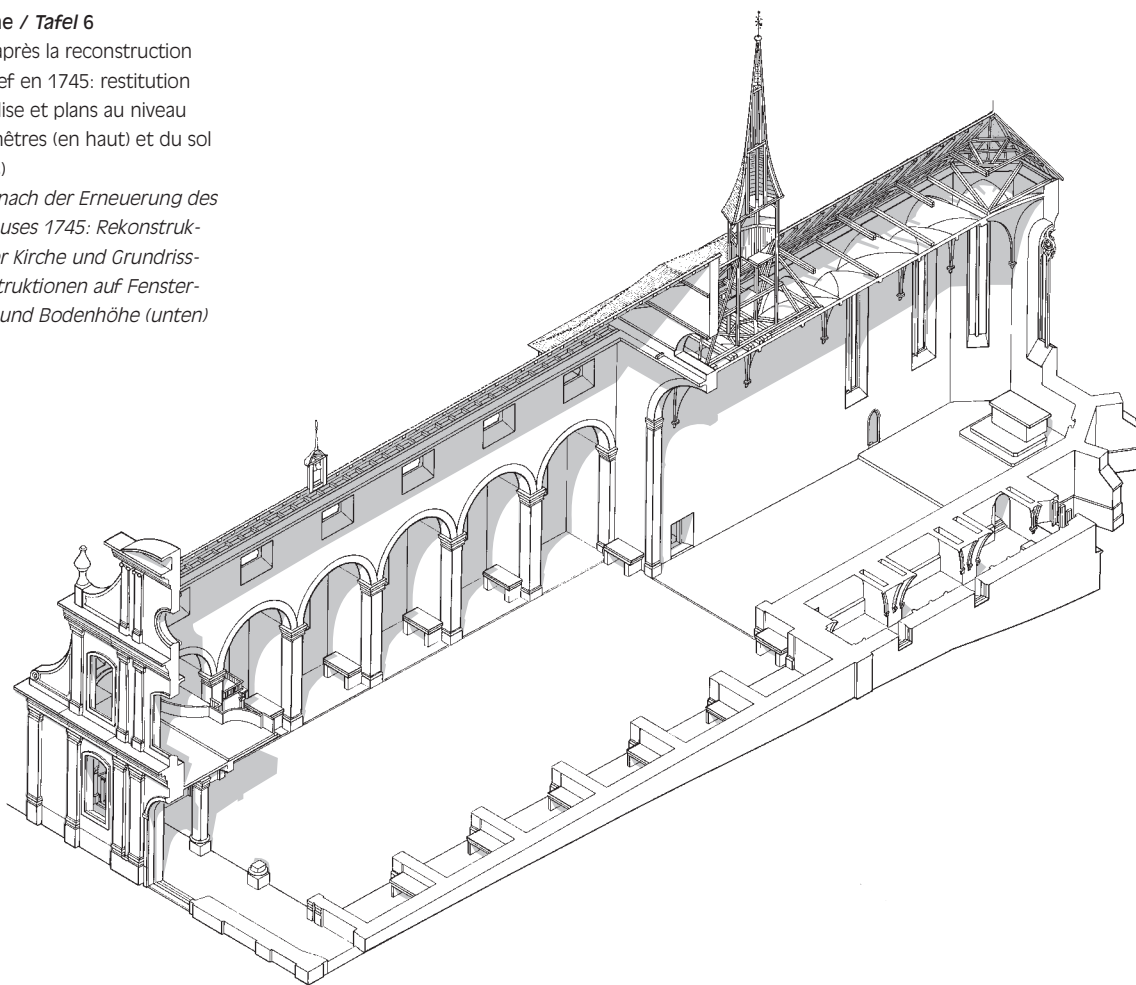 ne / Tafel 6
après la reconstruction
ef en 1745: restitution
lise et plans au niveau
nêtres (en haut) et du sol
)
nach der Erneuerung des
uses 1745: Rekonstruk-
r Kirche und Grundriss-
truktionen auf Fenster-
und Bodenhöhe (unten)